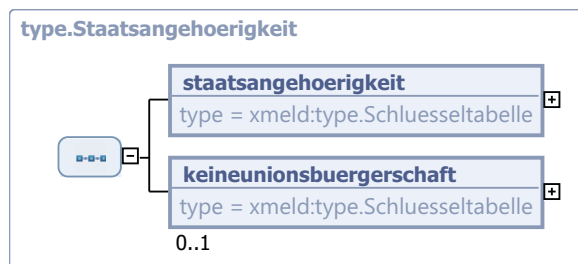 type.Staatsangehoerigkeit
staatsangehoerigkeit
type = xmeld:type.Schluesseltabelle
keineunionsbuergerschaft
type = xmeld:type.Schluesseltabelle
0..1